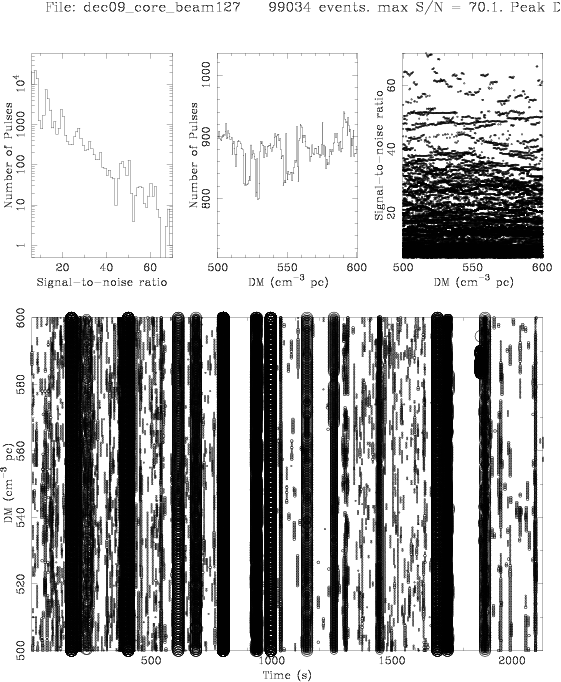 File: dec09_core_beam127 99034 events. max S/N = 70.1. Peak D
Number of Pulses
10⁴
1000
100
10
1
20 40 60
Signal-to-noise ratio
Number of Pulses
1000
900
800
500 550 600
DM (cm⁻³ pc)
Signal-to-noise ratio
60
40
20
500 550 600
DM (cm⁻³ pc)
DM (cm⁻³ pc)
600
580
560
540
520
500
500 1000 1500 2000
Time (s)